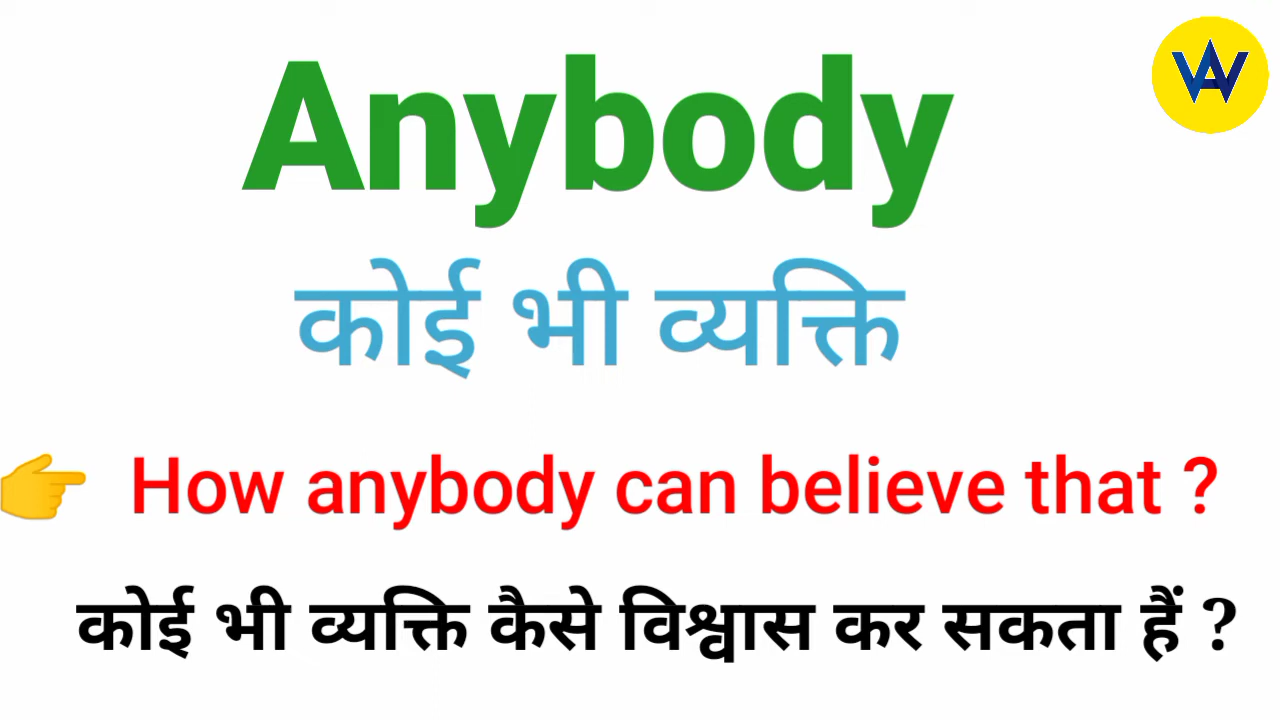 Anybody
कोई भी व्यक्ति
👉 How anybody can believe that ?
कोई भी व्यक्ति कैसे विश्वास कर सकता हैं ?